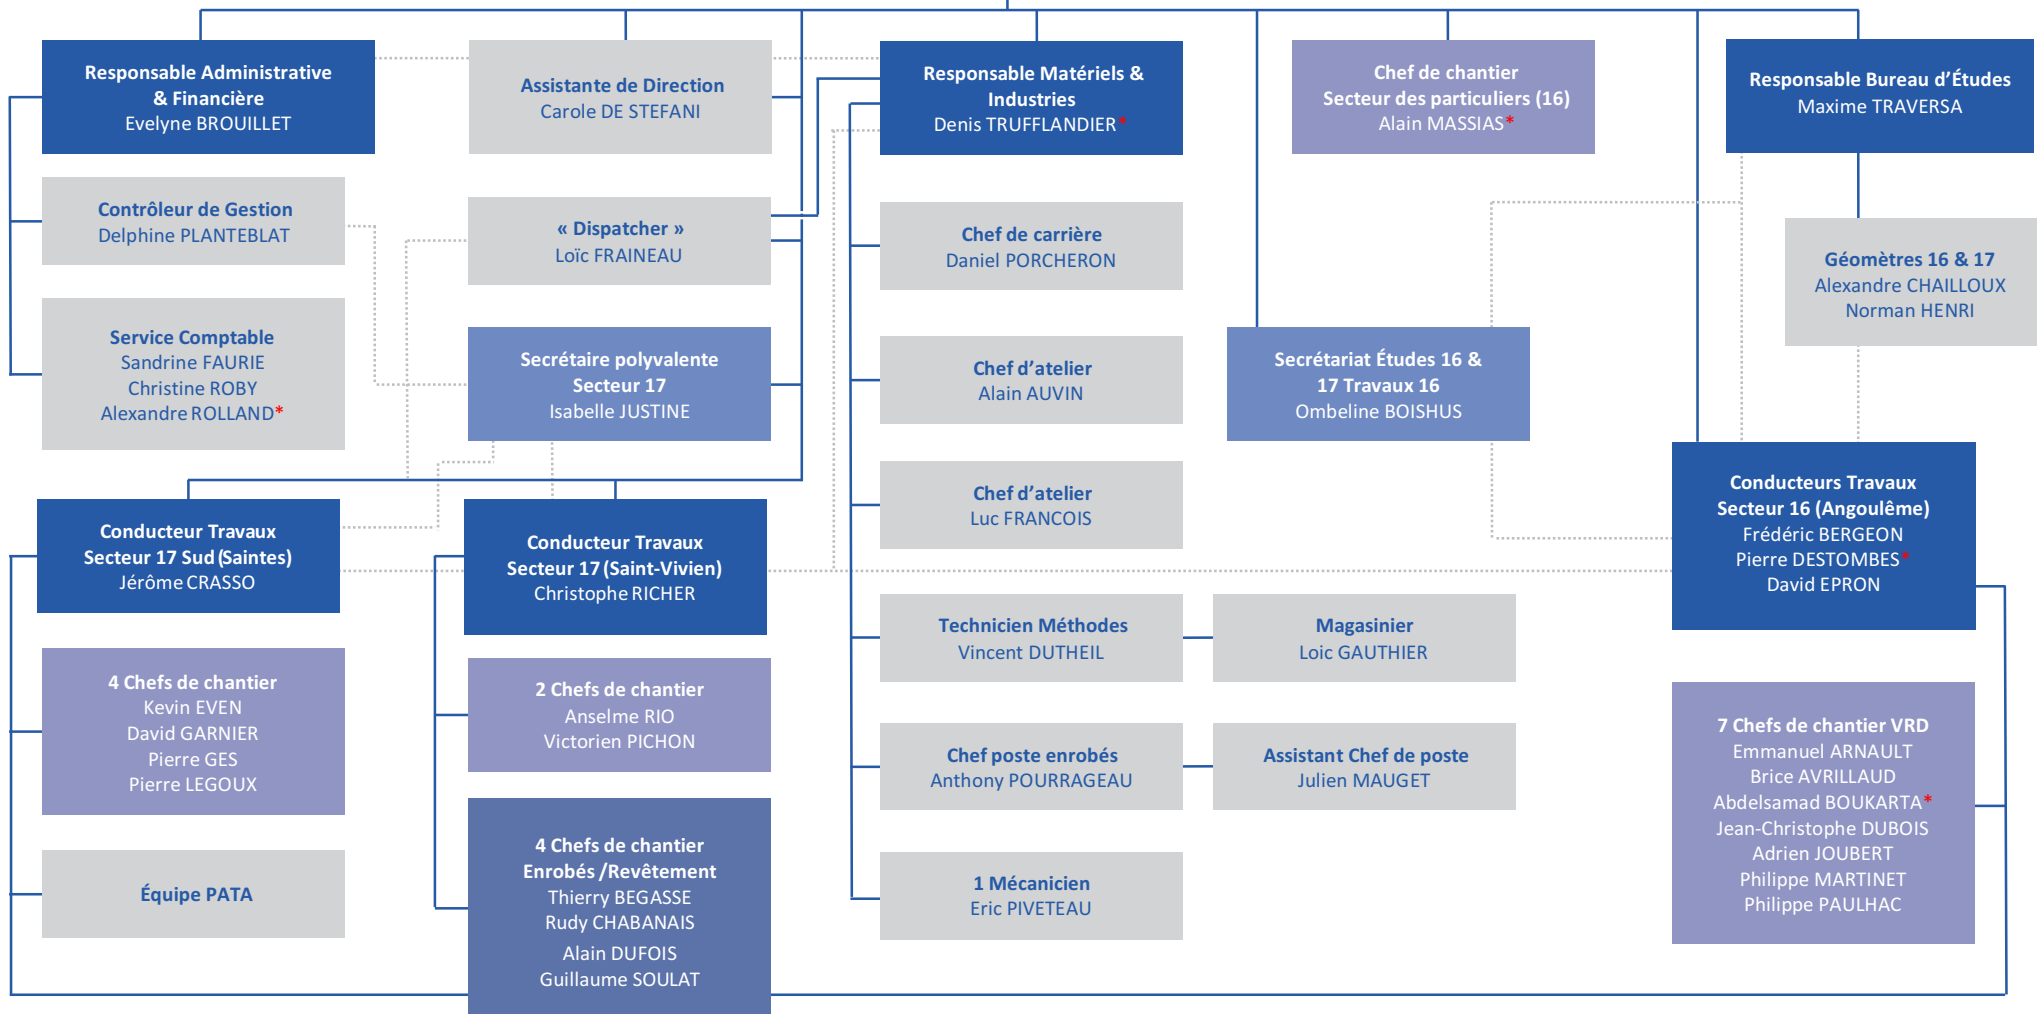 Responsable Administrative
& Financière
Evelyne BROUILLET
Assistante de Direction
Carole DE STEFANI
Responsable Matériels &
Industries
Denis TRUFFLANDIER*
Chef de chantier
Secteur des particuliers (16)
Alain MASSIAS*
Responsable Bureau d’Études
Maxime TRAVERSA
Contrôleur de Gestion
Delphine PLANTEBLAT
« Dispatcher »
Loïc FRAINEAU
Chef de carrière
Daniel PORCHERON
Géomètres 16 & 17
Alexandre CHAILLOUX
Norman HENRI
Service Comptable
Sandrine FAURIE
Christine ROBY
Alexandre ROLLAND*
Secrétaire polyvalente
Secteur 17
Isabelle JUSTINE
Chef d’atelier
Alain AUVIN
Secrétariat Études 16 &
17 Travaux 16
Ombeline BOISHUS
Chef d’atelier
Luc FRANCOIS
Conducteurs Travaux
Secteur 16 (Angoulême)
Frédéric BERGEON
Pierre DESTOMBES*
David EPRON
Conducteur Travaux
Secteur 17 Sud (Saintes)
Jérôme CRASSO
Conducteur Travaux
Secteur 17 (Saint-Vivien)
Christophe RICHER
Technicien Méthodes
Vincent DUTHEIL
Magasinier
Loic GAUTHIER
4 Chefs de chantier
Kevin EVEN
David GARNIER
Pierre GES
Pierre LEGOUX
2 Chefs de chantier
Anselme RIO
Victorien PICHON
Chef poste enrobés
Anthony POURRAGEAU
Assistant Chef de poste
Julien MAUGET
7 Chefs de chantier VRD
Emmanuel ARNAULT
Brice AVRILLAUD
Abdelsamad BOUKARTA*
Jean-Christophe DUBOIS
Adrien JOUBERT
Philippe MARTINET
Philippe PAULHAC
Équipe PATA
4 Chefs de chantier
Enrobés /Revêtement
Thierry BEGASSE
Rudy CHABANAIS
Alain DUFOIS
Guillaume SOULAT
1 Mécanicien
Eric PIVETEAU